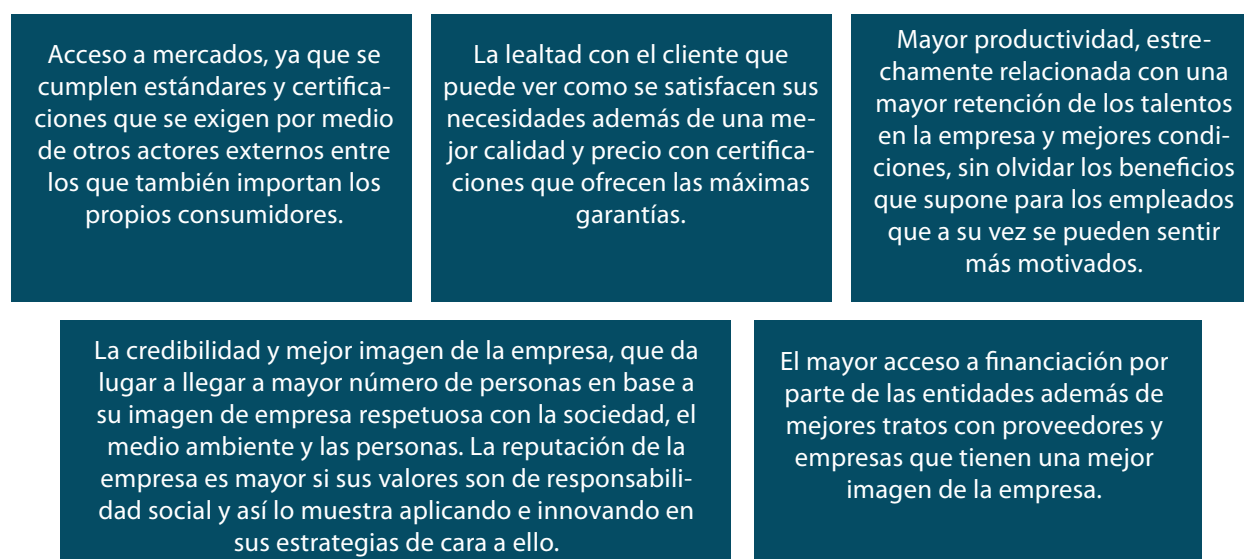 Acceso a mercados, ya que se
cumplen estándares y certifica-
ciones que se exigen por medio
de otros actores externos entre
los que también importan los
propios consumidores.
La lealtad con el cliente que
puede ver como se satisfacen sus
necesidades además de una me-
jor calidad y precio con certifica-
ciones que ofrecen las máximas
garantías.
Mayor productividad, estre-
chamente relacionada con una
mayor retención de los talentos
en la empresa y mejores condi-
ciones, sin olvidar los beneficios
que supone para los empleados
que a su vez se pueden sentir
más motivados.
La credibilidad y mejor imagen de la empresa, que da
lugar a llegar a mayor número de personas en base a
su imagen de empresa respetuosa con la sociedad, el
medio ambiente y las personas. La reputación de la
empresa es mayor si sus valores son de responsabili-
dad social y así lo muestra aplicando e innovando en
sus estrategias de cara a ello.
El mayor acceso a financiación por
parte de las entidades además de
mejores tratos con proveedores y
empresas que tienen una mejor
imagen de la empresa.